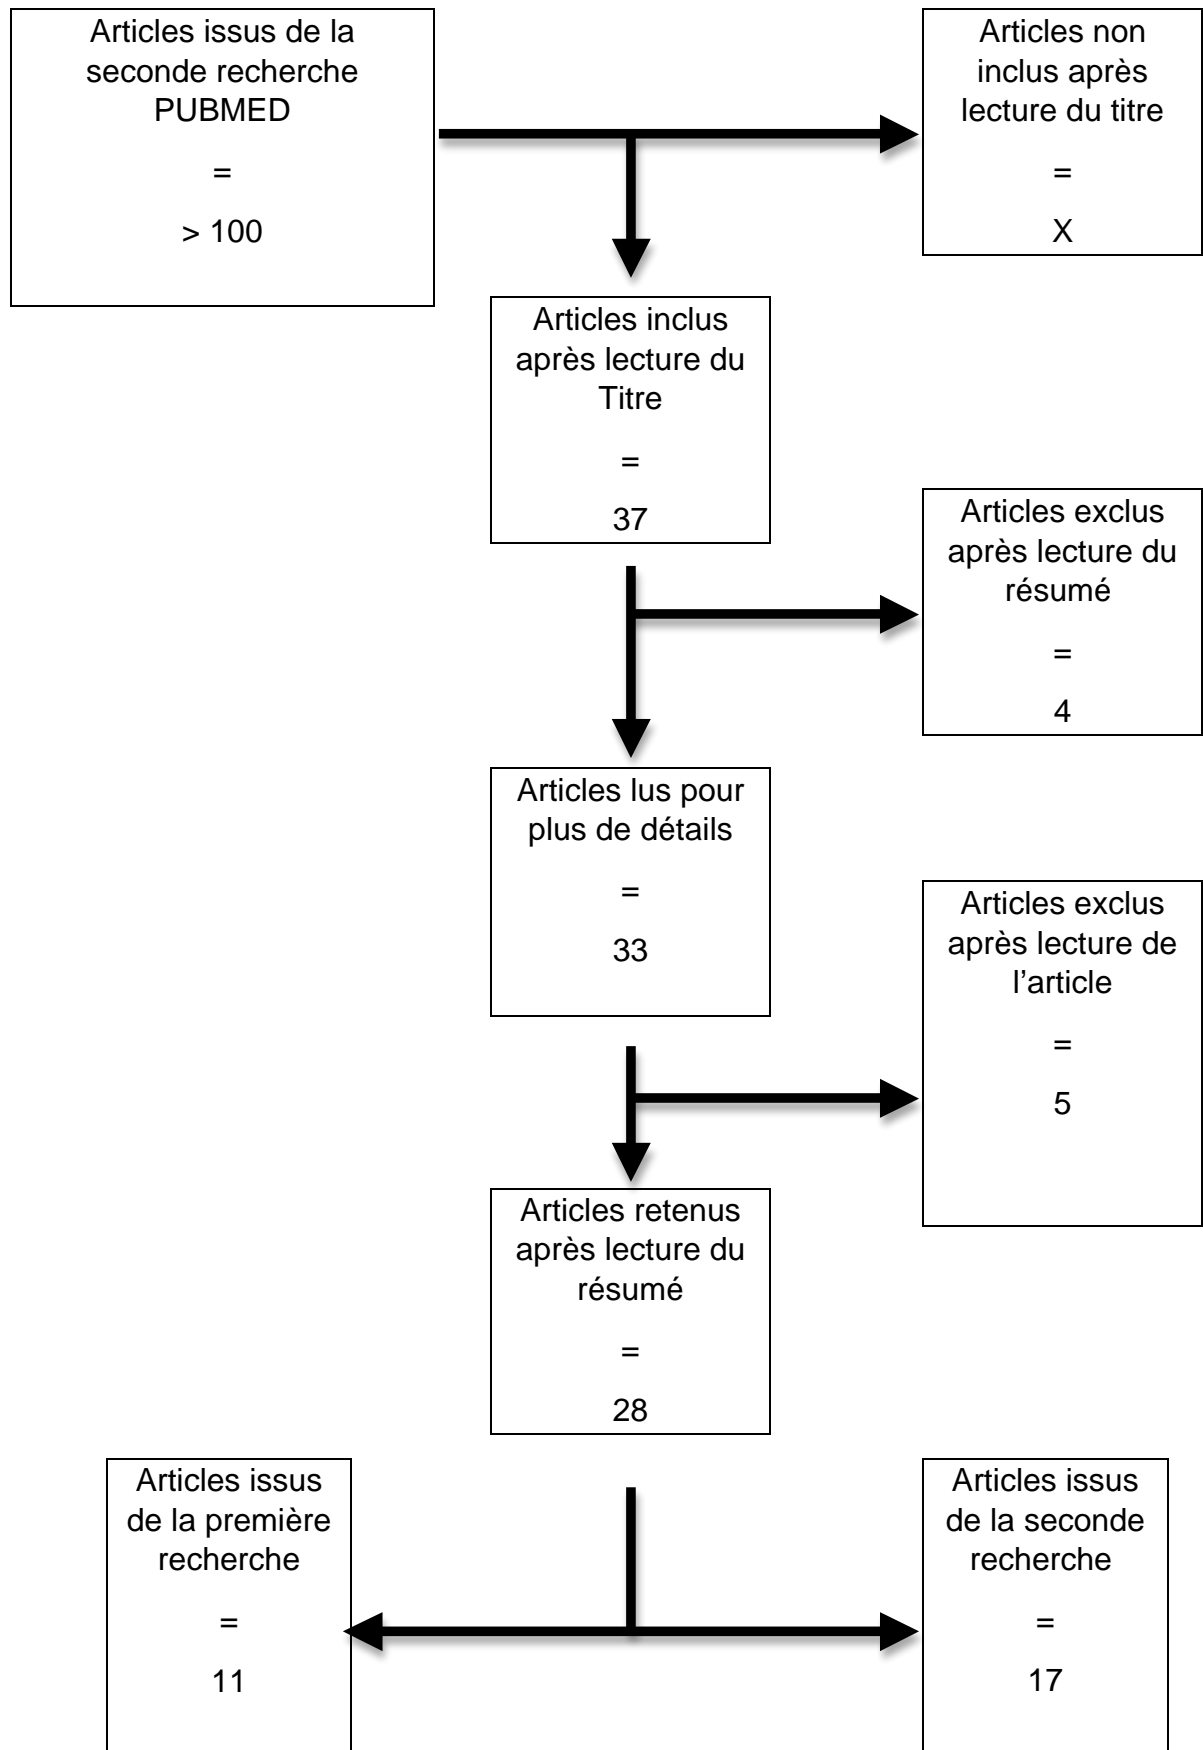 Articles issus de la
seconde recherche
PUBMED
=
> 100
Articles non
inclus après
lecture du titre
=
X
Articles inclus
après lecture du
Titre
=
37
Articles exclus
après lecture du
résumé
=
4
Articles lus pour
plus de détails
=
33
Articles exclus
après lecture de
l’article
=
5
Articles retenus
après lecture du
résumé
=
28
Articles issus
de la première
recherche
=
11
Articles issus
de la seconde
recherche
=
17